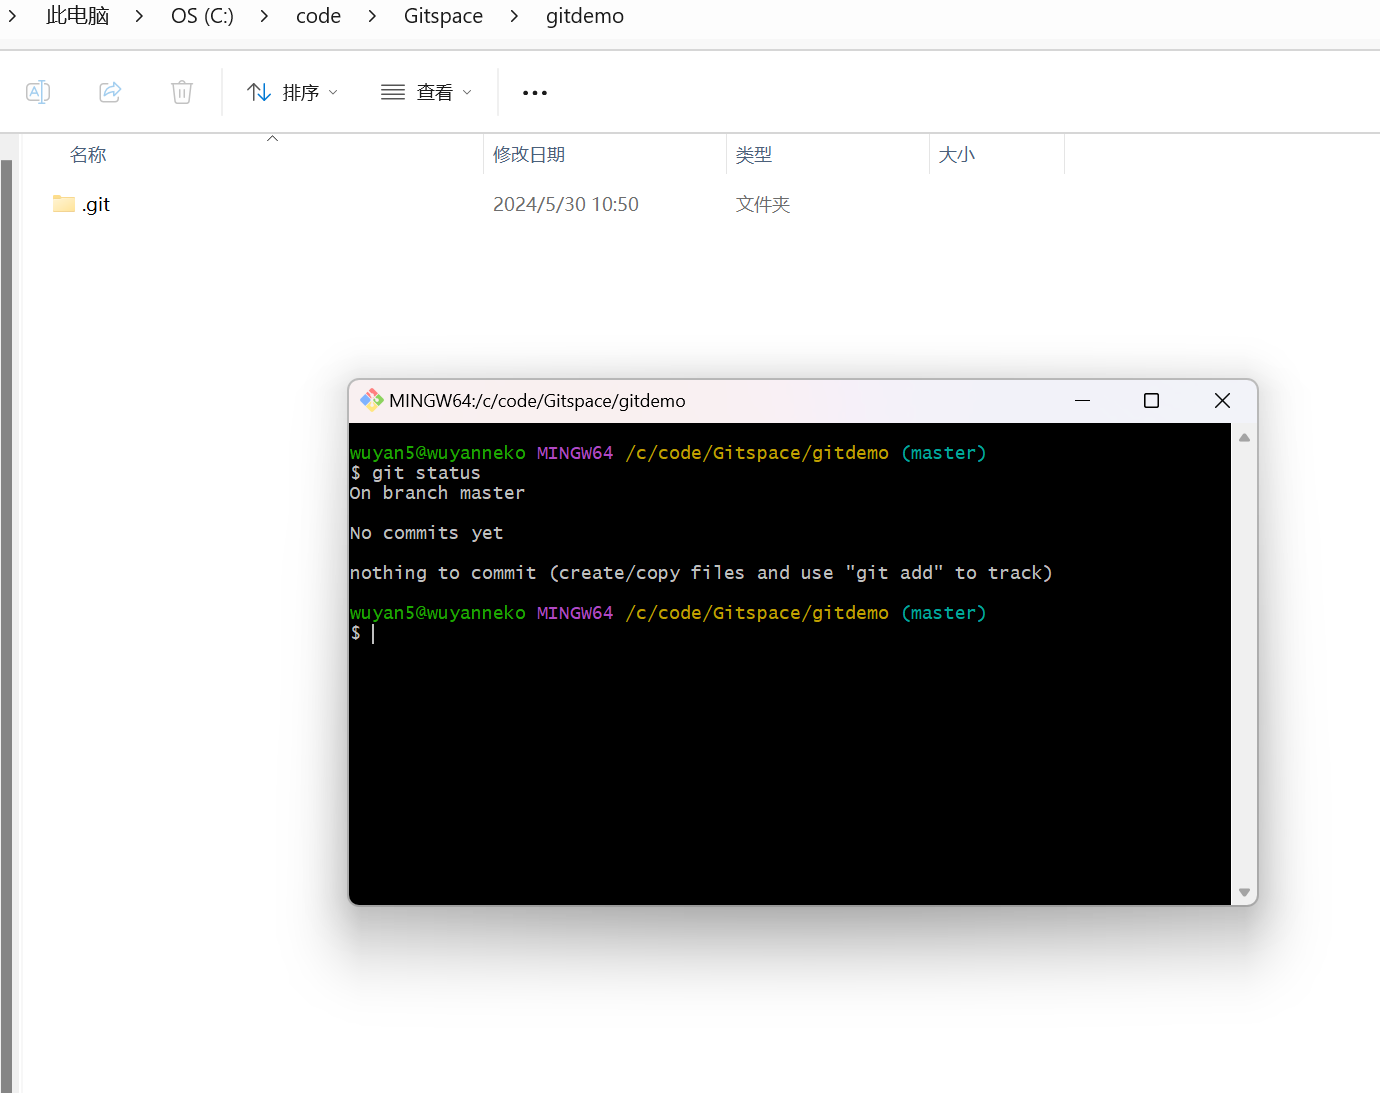 此电脑 OS (C:) code Gitspace gitdemo
排序 查看
名称 修改日期 类型 大小
.git 2024/5/30 10:50 文件夹
MINGW64:/c/code/Gitspace/gitdemo
wuyan5@wuyanneko MINGW64 /c/code/Gitspace/gitdemo (master)
$ git status
On branch master
No commits yet
nothing to commit (create/copy files and use "git add" to track)
wuyan5@wuyanneko MINGW64 /c/code/Gitspace/gitdemo (master)
$